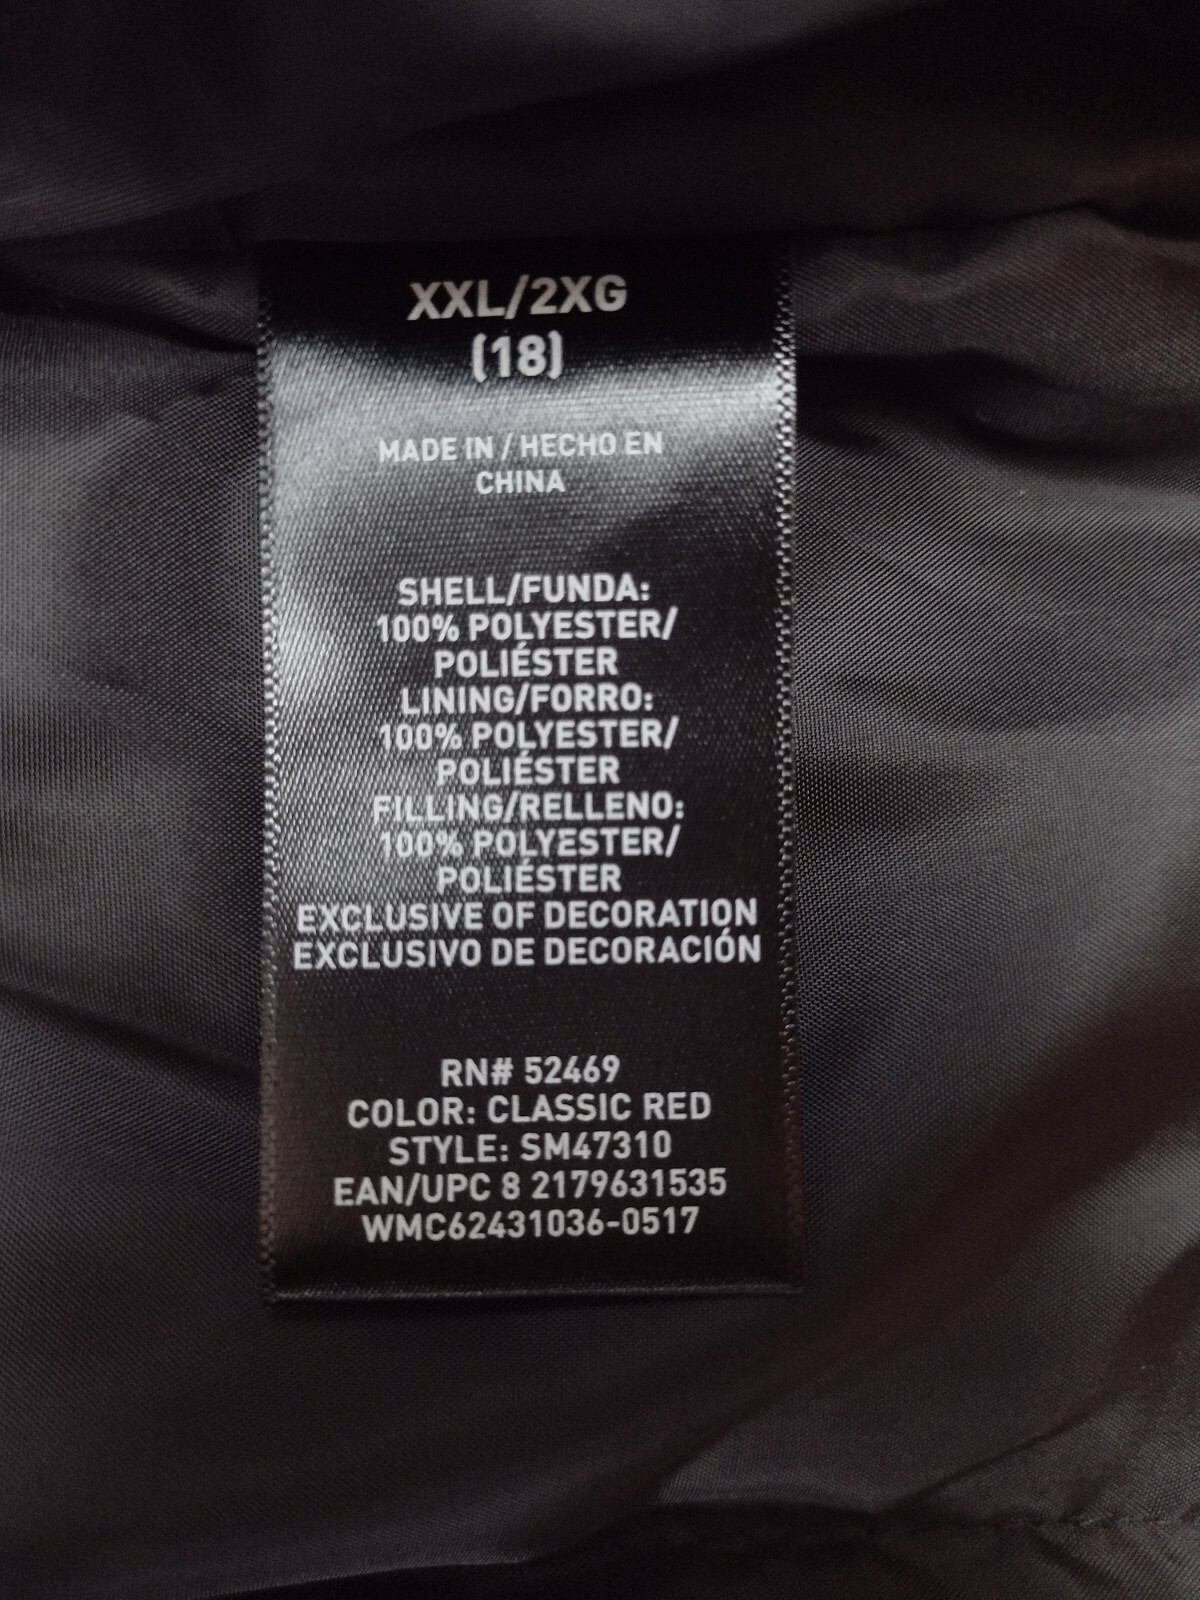 XXL/2XG
(18)
MADE IN / HECHO EN
CHINA
SHELL/FUNDA:
100% POLYESTER/
POLIÉSTER
LINING/FORRO:
100% POLYESTER/
POLIÉSTER
FILLING/RELLENO:
100% POLYESTER/
POLIÉSTER
EXCLUSIVE OF DECORATION
EXCLUSIVO DE DECORACIÓN
RN# 52469
COLOR: CLASSIC RED
STYLE: SM47310
EAN/UPC 8 2179631535
WMC62431036-0517